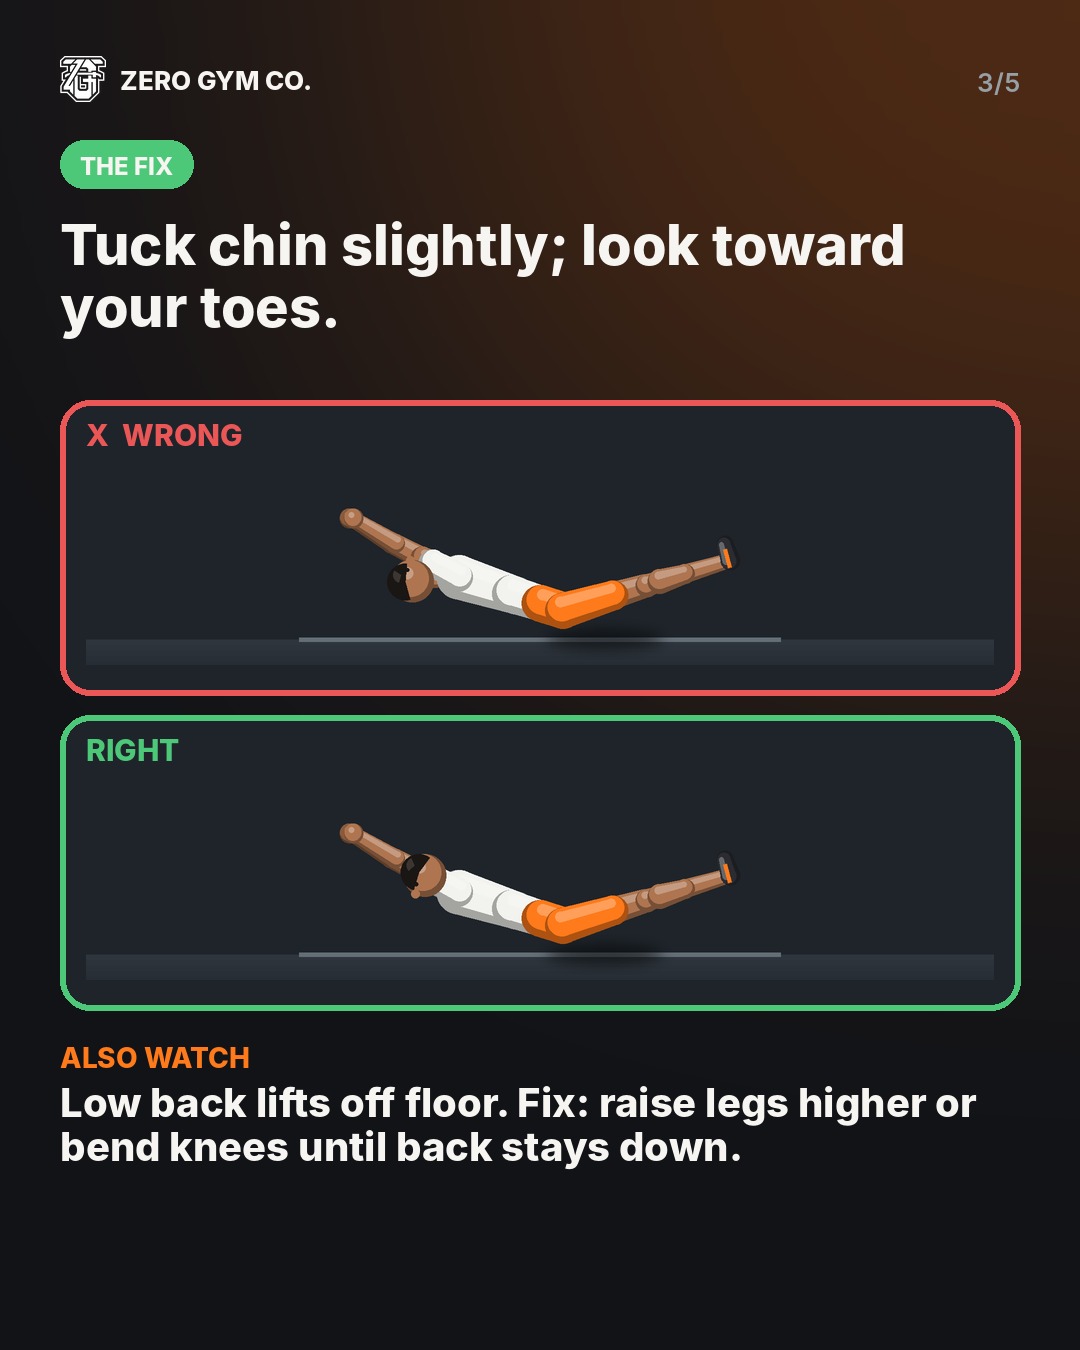 ZERO GYM CO.
3/5
THE FIX
Tuck chin slightly; look toward
your toes.
X WRONG
RIGHT
ALSO WATCH
Low back lifts off floor. Fix: raise legs higher or
bend knees until back stays down.